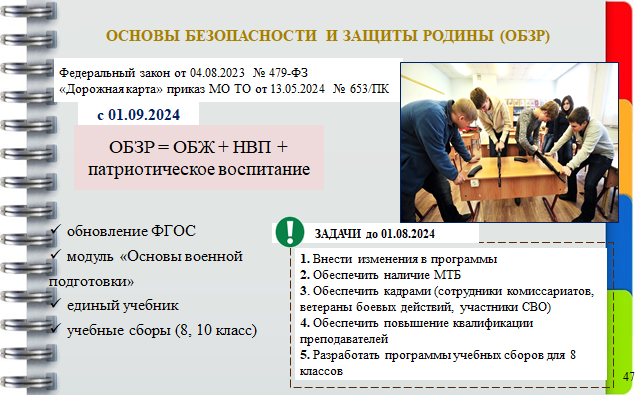 ОСНОВЫ БЕЗОПАСНОСТИ И ЗАЩИТЫ РОДИНЫ (ОБЗР)
Федеральный закон от 04.08.2023 № 479-ФЗ
«Дорожная карта» приказ МО ТО от 13.05.2024 № 653/ПК
с 01.09.2024
ОБЗР = ОБЖ + НВП +
патриотическое воспитание
✓ обновление ФГОС
✓ модуль «Основы военной
подготовки»
✓ единый учебник
✓ учебные сборы (8, 10 класс)
! ЗАДАЧИ до 01.08.2024
1. Внести изменения в программы
2. Обеспечить наличие МТБ
3. Обеспечить кадрами (сотрудники комиссариатов,
ветераны боевых действий, участники СВО)
4. Обеспечить повышение квалификации
преподавателей
5. Разработать программы учебных сборов для 8
классов
47